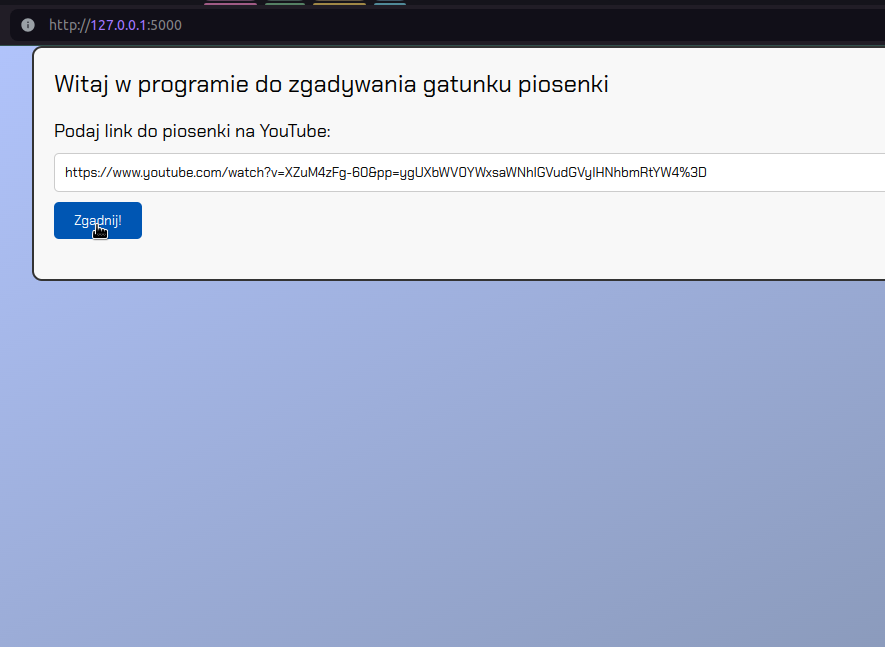 http://127.0.0.1:5000
Witaj w programie do zgadywania gatunku piosenki
Podaj link do piosenki na YouTube:
https://www.youtube.com/watch?v=XZuM4zFg-60&pp=ygUXbWV0YWxsaWNhIGVudGVyIHNhbmRtYW4%3D
Zgadnij!